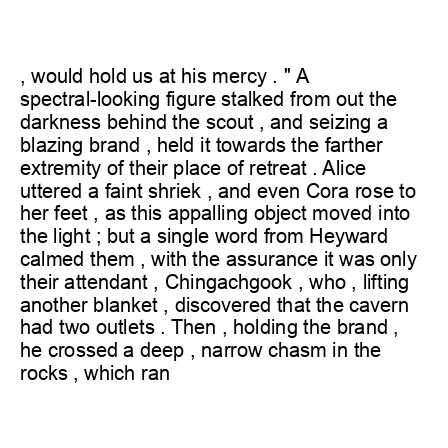 , would hold us at his mercy . " A
spectral-looking figure stalked from out the
darkness behind the scout , and seizing a
blazing brand , held it towards the farther
extremity of their place of retreat . Alice
uttered a faint shriek , and even Cora rose to
her feet , as this appalling object moved into
the light ; but a single word from Heyward
calmed them , with the assurance it was only
their attendant , Chingachgook , who , lifting
another blanket , discovered that the cavern
had two outlets . Then , holding the brand ,
he crossed a deep , narrow chasm in the
rocks , which ran